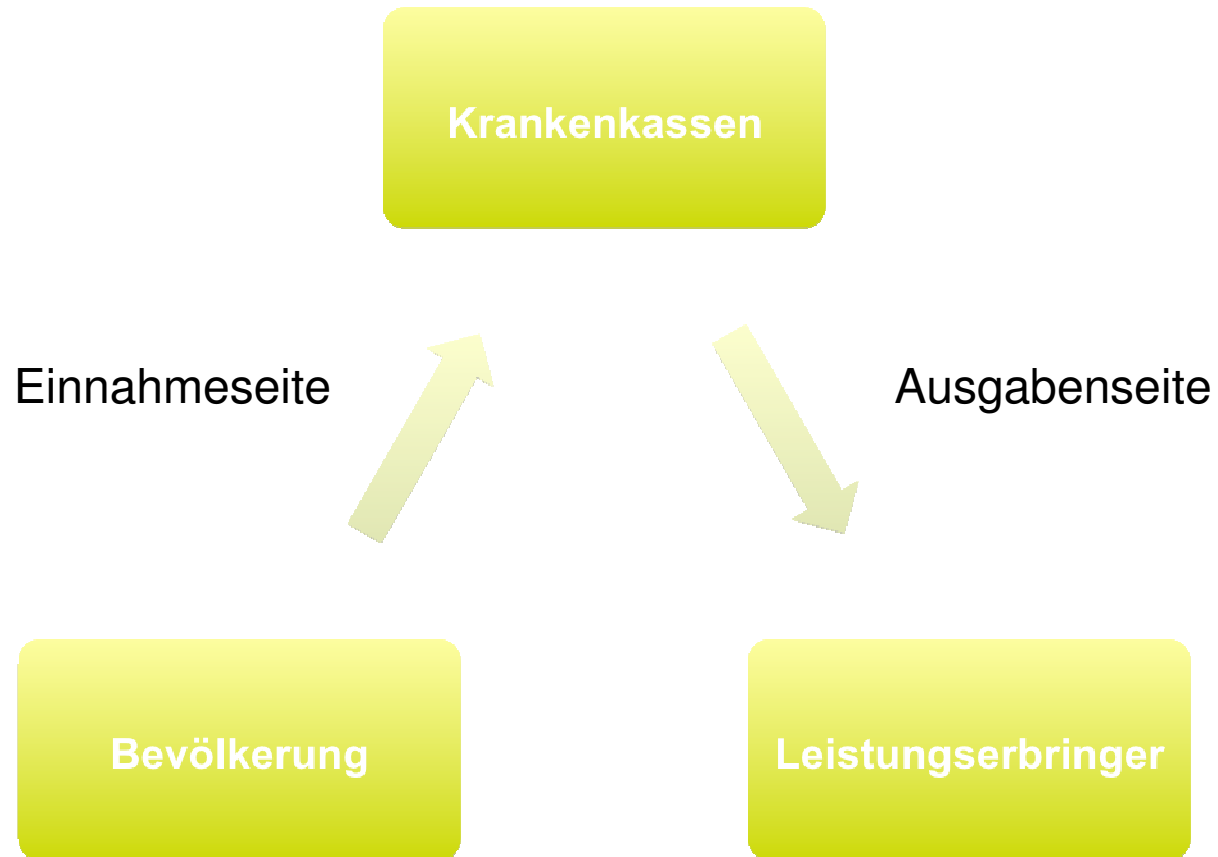 Krankenkassen
Einnahmeseite
Ausgabenseite
Bevölkerung
Leistungserbringer